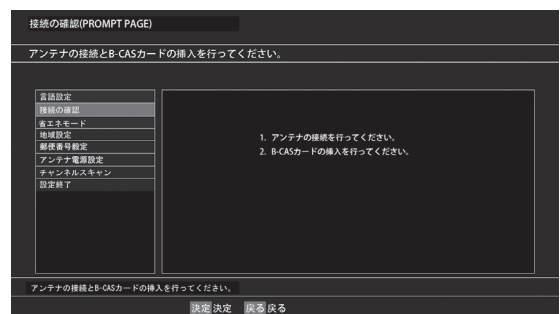 接続の確認(PROMPT PAGE)
アンテナの接続とB-CASカードの挿入を行ってください。
言語設定
接続の確認
省エネモード
地域設定
郵便番号設定
アンテナ電源設定
チャンネルスキャン
設定終了
1. アンテナの接続を行ってください。
2. B-CASカードの挿入を行ってください。
アンテナの接続とB-CASカードの挿入を行ってください。
決定 決定 戻る 戻る